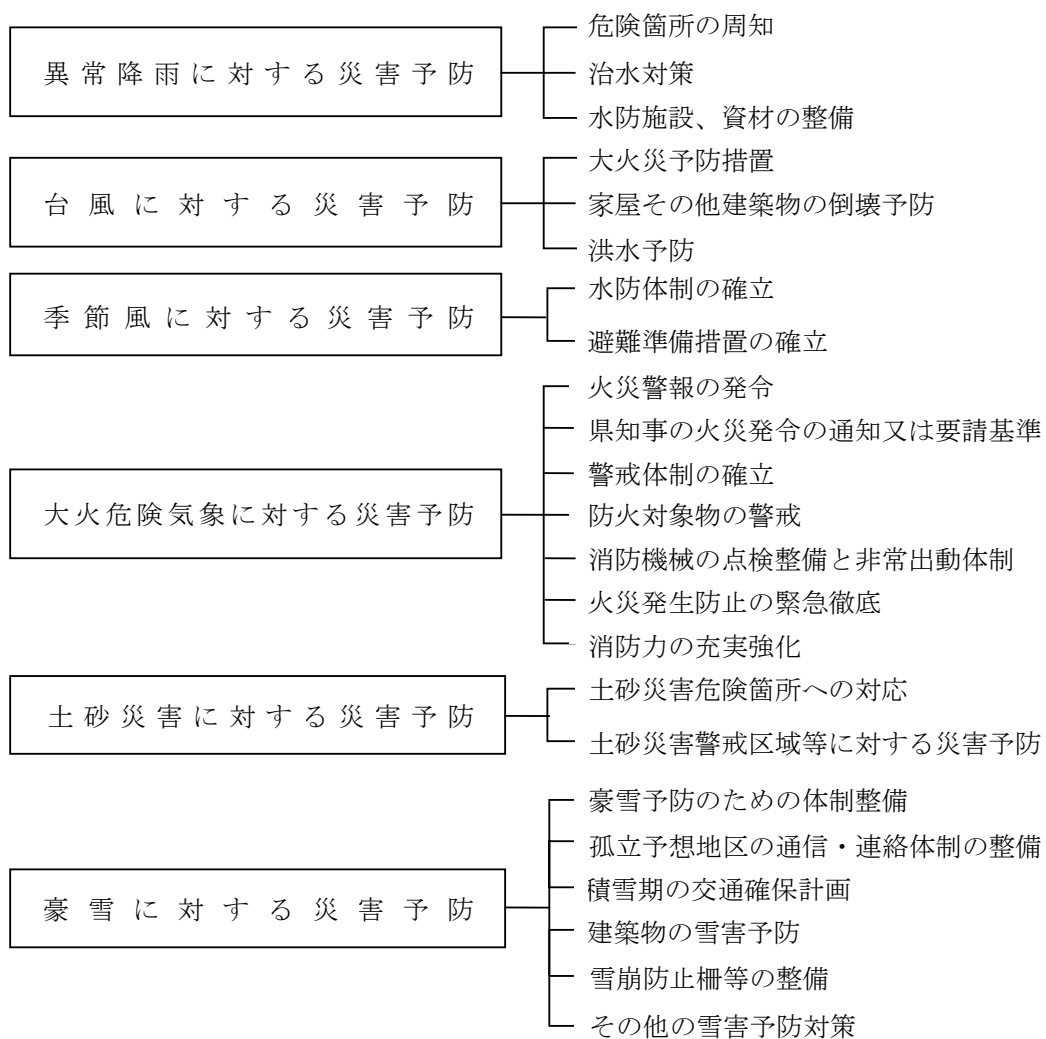 異常降雨に対する災害予防
危険箇所の周知
治水対策
水防施設、資材の整備
台風に対する災害予防
大火災予防措置
家屋その他建築物の倒壊予防
洪水予防
季節風に対する災害予防
水防体制の確立
避難準備措置の確立
大火危険気象に対する災害予防
火災警報の発令
県知事の火災発令の通知又は要請基準
警戒体制の確立
防火対象物の警戒
消防機械の点検整備と非常出動体制
火災発生防止の緊急徹底
消防力の充実強化
土砂災害に対する災害予防
土砂災害危険箇所への対応
土砂災害警戒区域等に対する災害予防
豪雪に対する災害予防
豪雪予防のための体制整備
孤立予想地区の通信・連絡体制の整備
積雪期の交通確保計画
建築物の雪害予防
雪崩防止柵等の整備
その他の雪害予防対策